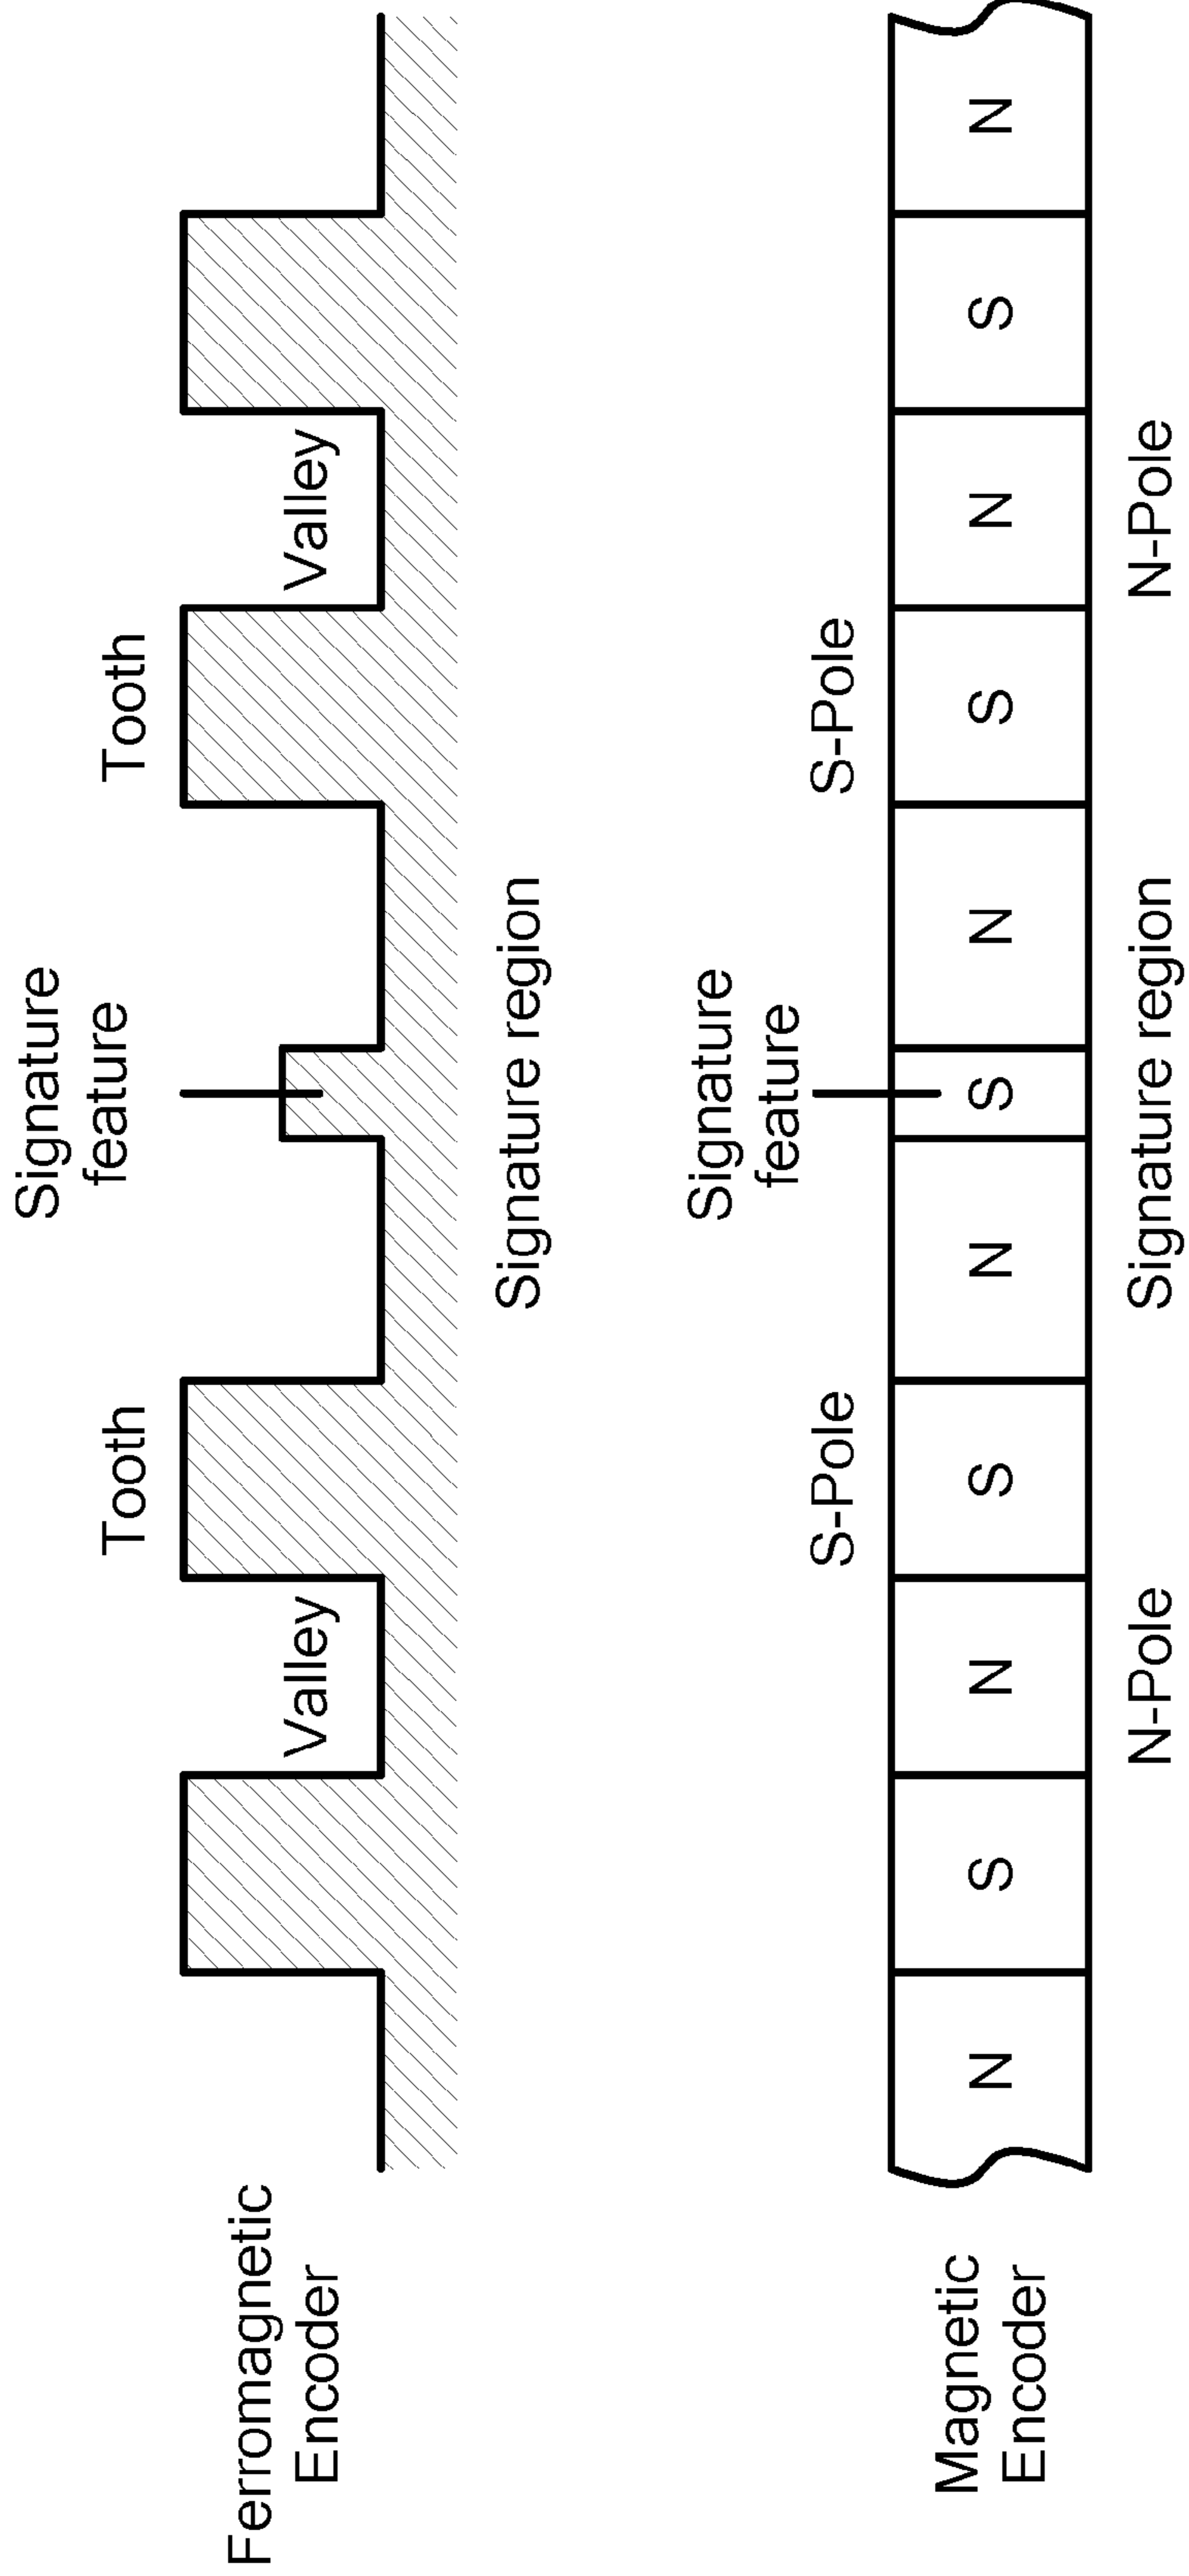 Signature
feature
Tooth Tooth
Ferromagnetic
Encoder
Valley Valley
Signature region
Signature
feature
S-Pole S-Pole
Magnetic
Encoder
N S N S N S N S N S N
N-Pole Signature region N-Pole